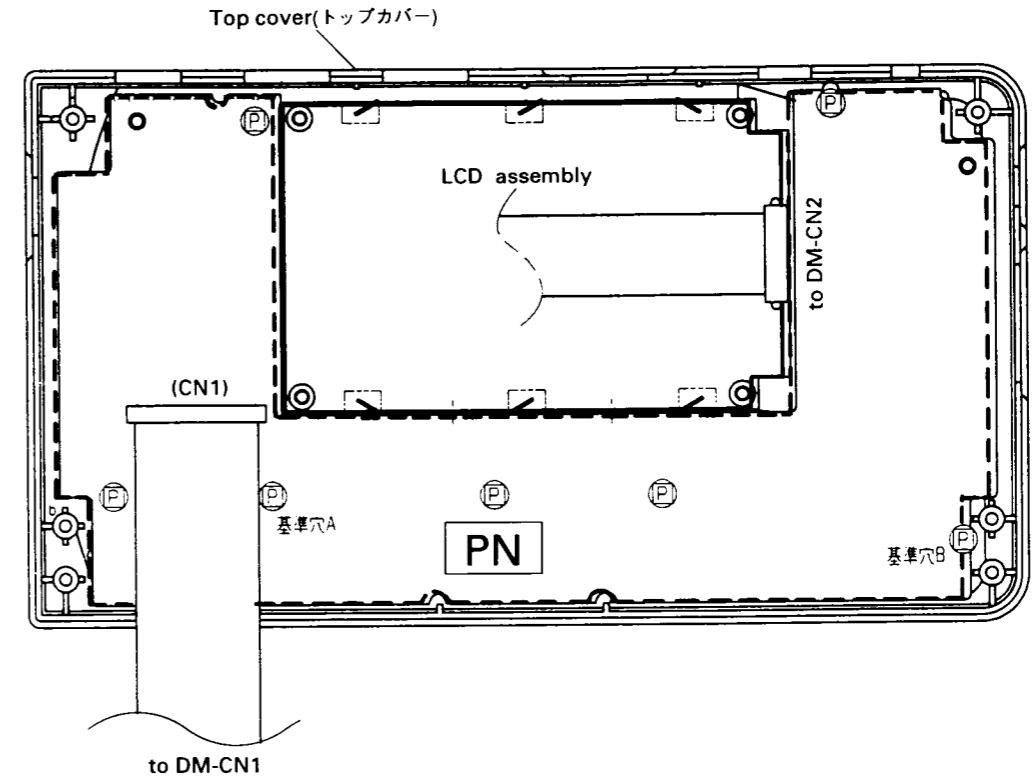 Top cover(トップカバー)
P
P
LCD assembly
to DM-CN2
(CN1)
P
P
P
P
基準穴A
PN
基準穴B
P
to DM-CN1